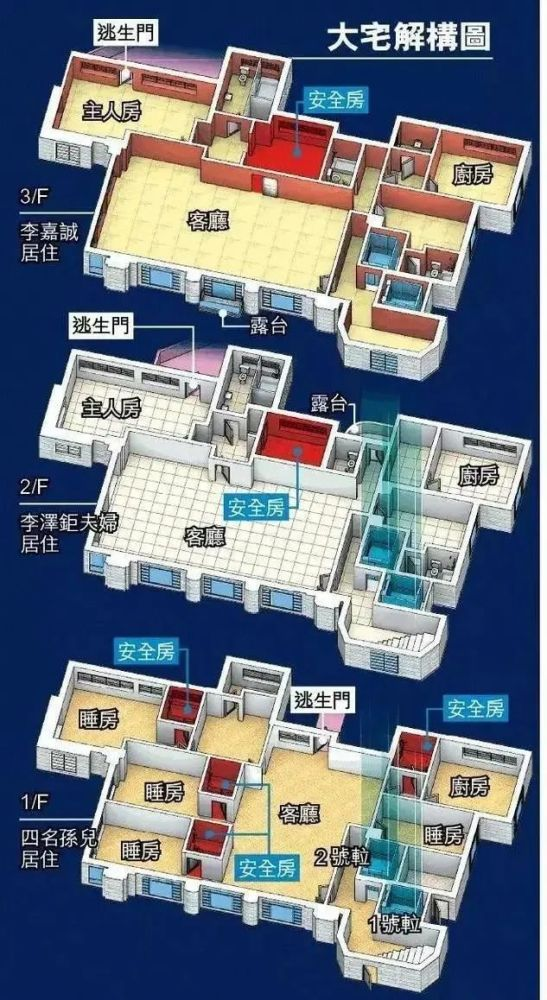 大宅解構圖
逃生門
主人房
安全房
廚房
3/F
李嘉誠
居住
客廳
露台
逃生門
主人房
露台
安全房
廚房
2/F
李澤鉅夫婦
居住
客廳
安全房
逃生門
安全房
睡房
廚房
1/F
四名孫兒
居住
睡房
客廳
睡房
睡房
2號𨋢
安全房
1號𨋢